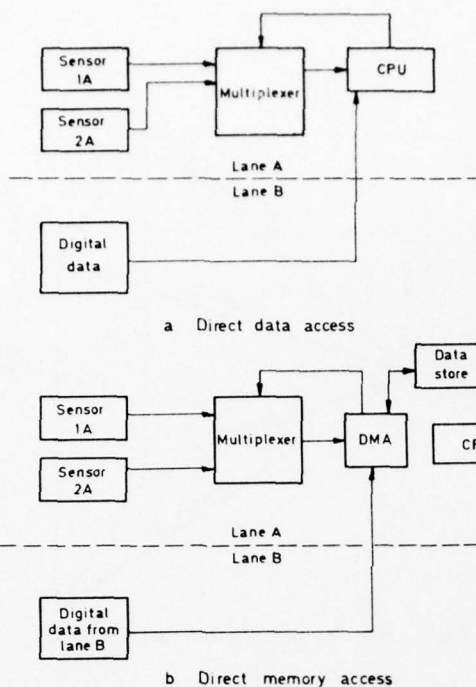 Sensor
1A
Multiplexer
CPU
Sensor
2A
Lane A
Lane B
Digital
data
a Direct data access
Data
store
Sensor
1A
Multiplexer
DMA
Sensor
2A
Lane A
Lane B
Digital
data from
lane B
b Direct memory access